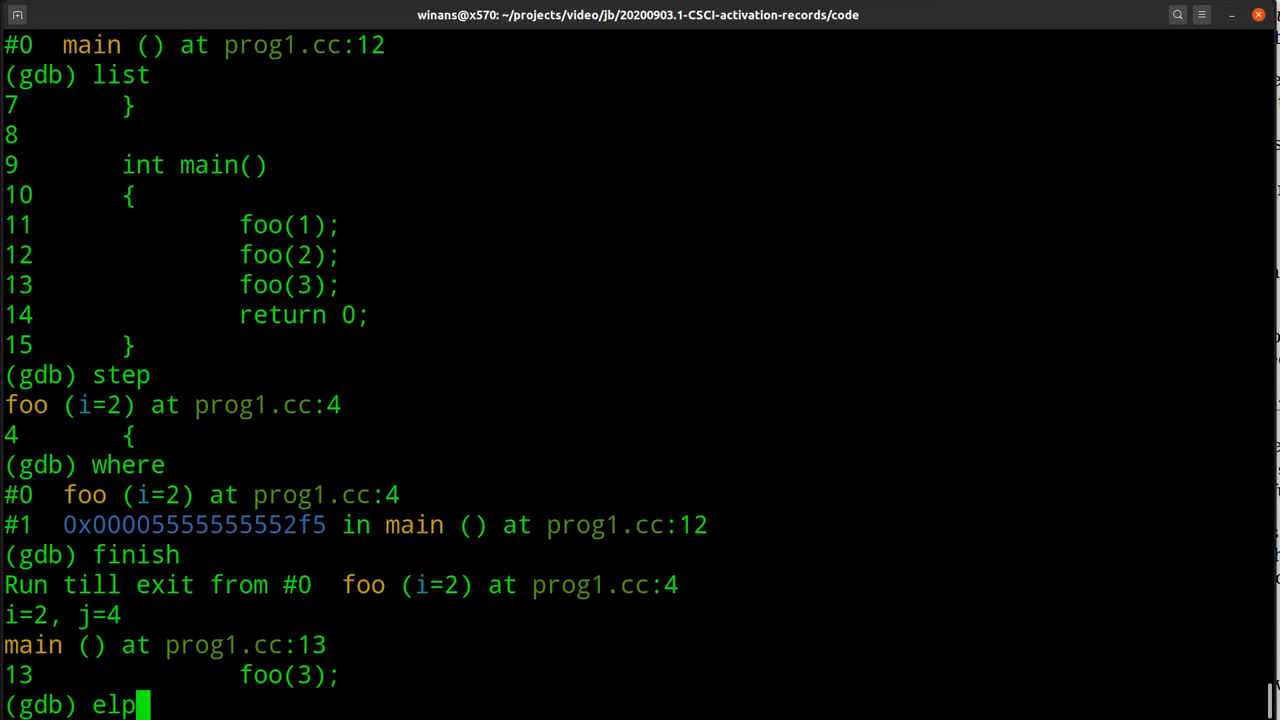 winans@x570: ~/projects/video/jb/20200903.1-CSCI-activation-records/code
#0  main () at prog1.cc:12
(gdb) list
7       }
8
9       int main()
10      {
11              foo(1);
12              foo(2);
13              foo(3);
14              return 0;
15      }
(gdb) step
foo (i=2) at prog1.cc:4
4       {
(gdb) where
#0  foo (i=2) at prog1.cc:4
#1  0x00005555555552f5 in main () at prog1.cc:12
(gdb) finish
Run till exit from #0  foo (i=2) at prog1.cc:4
i=2, j=4
main () at prog1.cc:13
13              foo(3);
(gdb) elp